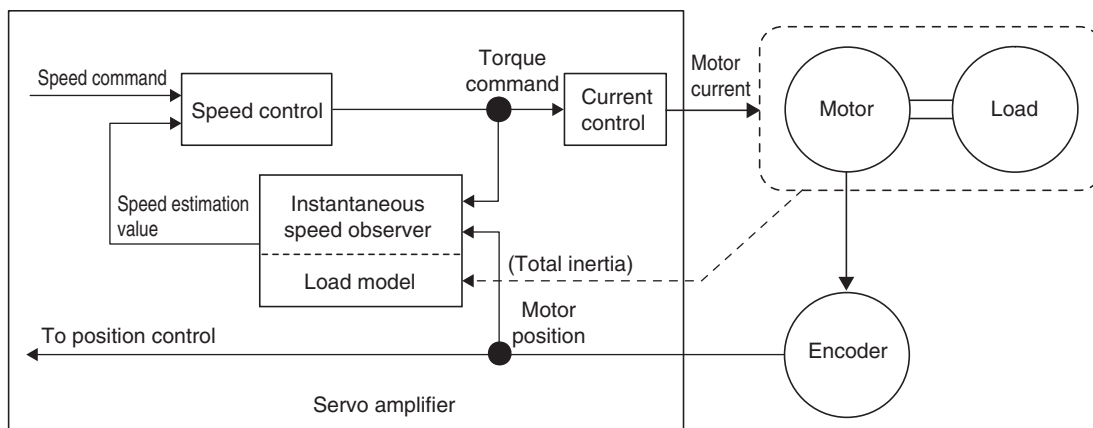 Speed command
Speed control
Torque
command
Current
control
Motor
current
Motor
Load
Speed estimation
value
Instantaneous
speed observer
Load model
(Total inertia)
To position control
Motor
position
Encoder
Servo amplifier